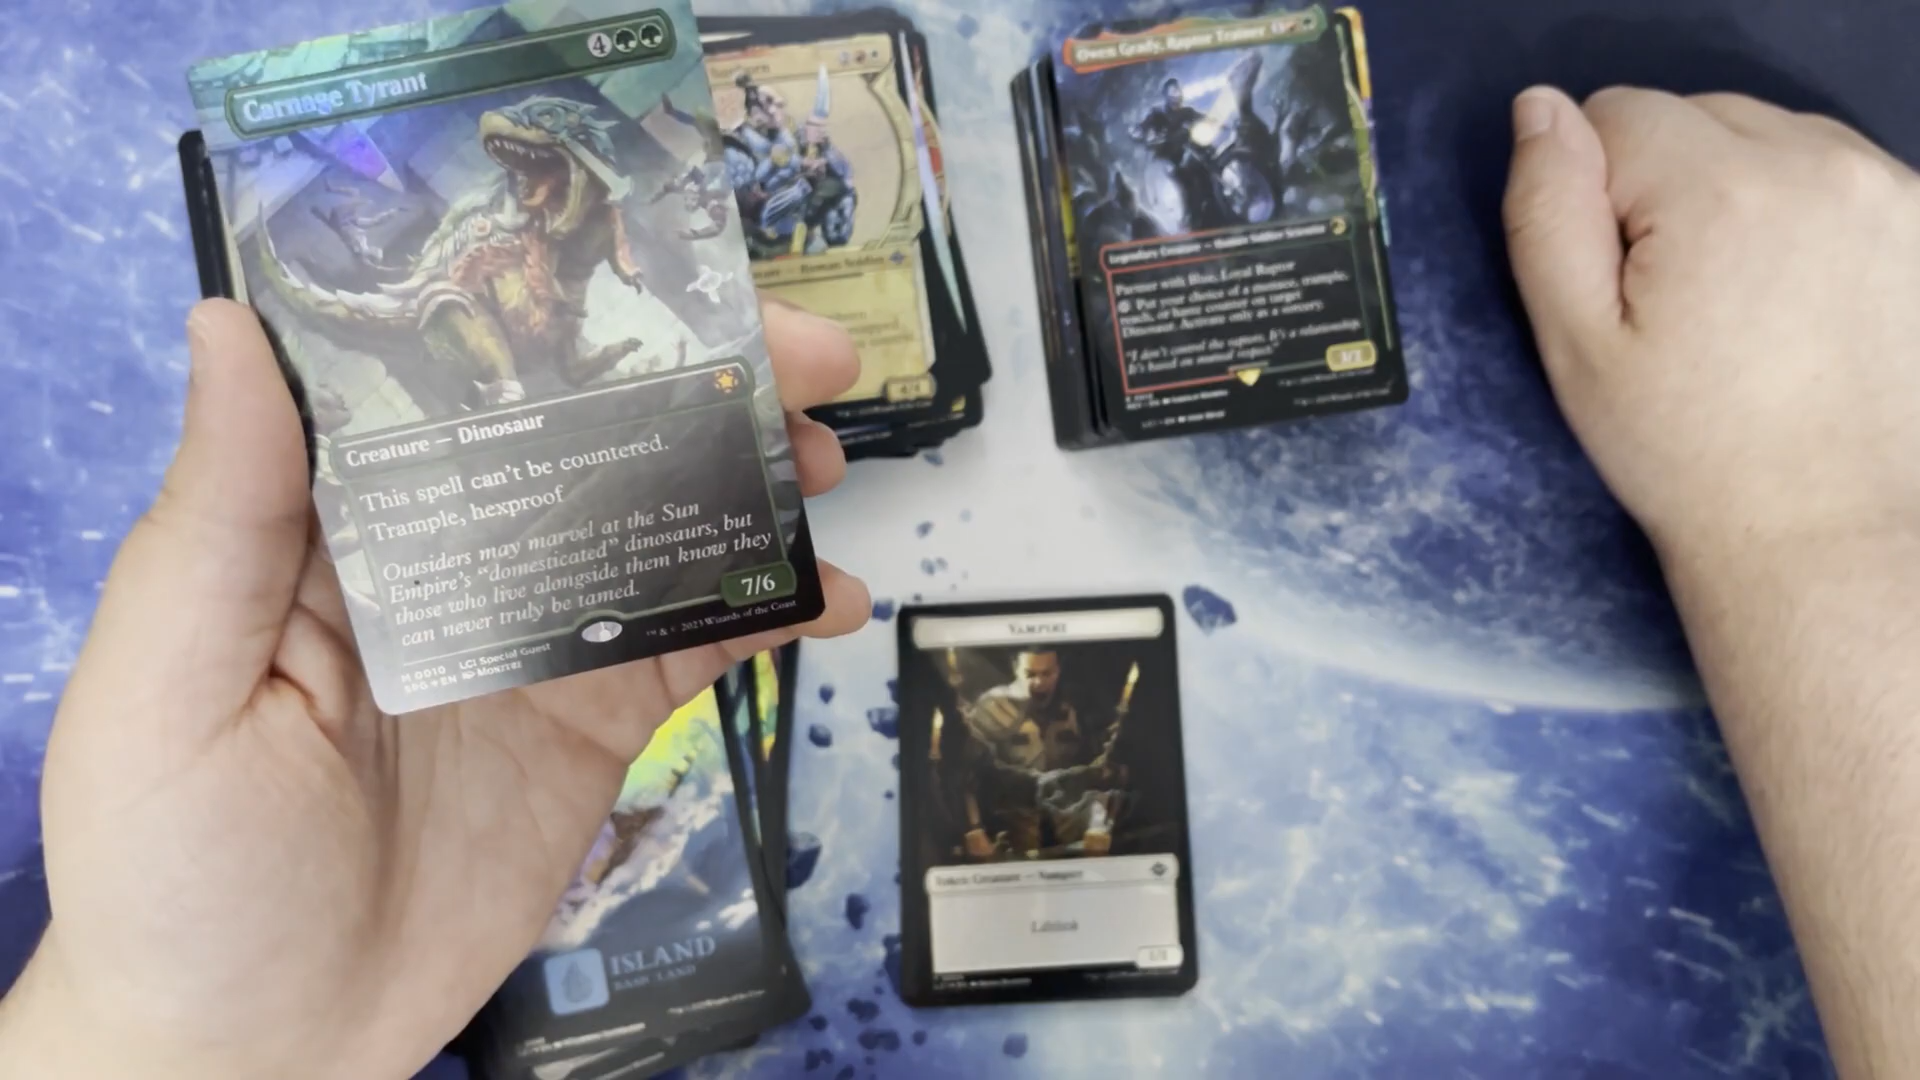 Carnage Tyrant 4
Creature — Dinosaur
This spell can't be countered.
Trample, hexproof
Outsiders may marvel at the Sun
Empire's “domesticated” dinosaurs, but
those who live alongside them know they
can never truly be tamed.
7/6
M 0010 LCI Special Guest
SPG ★ EN
™ & © 2023 Wizards of the Coast
Owen Grady, Raptor Trainer
Legendary Creature — Human Soldier Scientist
Partner with Blue, Loyal Raptor
Put your choice of a menace, trample,
reach, or haste counter on target
Dinosaur. Activate only as a sorcery.
"I don't control the raptors. It's a relationship.
It's based on mutual respect."
3/3
4/4
ISLAND
BASIC LAND
VAMPIRE
Token Creature — Vampire
Lifelink
1/1